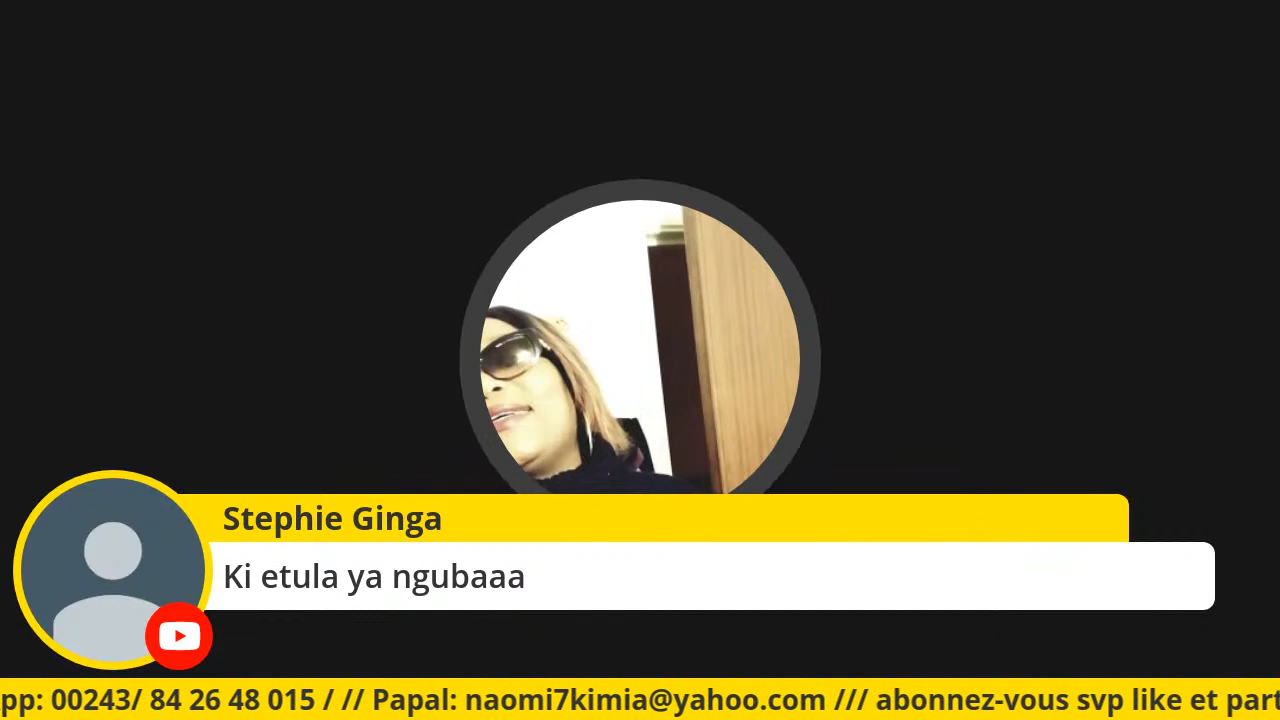 Stephie Ginga
Ki etula ya ngubaaa
pp: 00243/ 84 26 48 015 / // Papal: naomi7kimia@yahoo.com /// abonnez-vous svp like et part